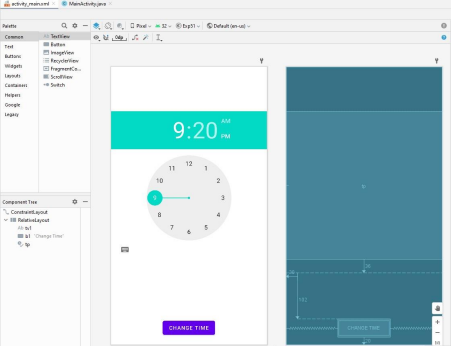 activity_main.xml × MainActivity.java ×
Palette
Pixel 32 Exp51 Default (en-us)
Common
Text
Buttons
Widgets
Layouts
Containers
Helpers
Google
Legacy
TextView
Button
ImageView
RecyclerView
FragmentCo...
ScrollView
Switch
0dp
9:20
AM
PM
12
1
2
3
4
5
6
7
8
9
10
11
CHANGE TIME
Component Tree
ConstraintLayout
RelativeLayout
Ab tv1
b1 "Change Time"
tp
CHANGE TIME